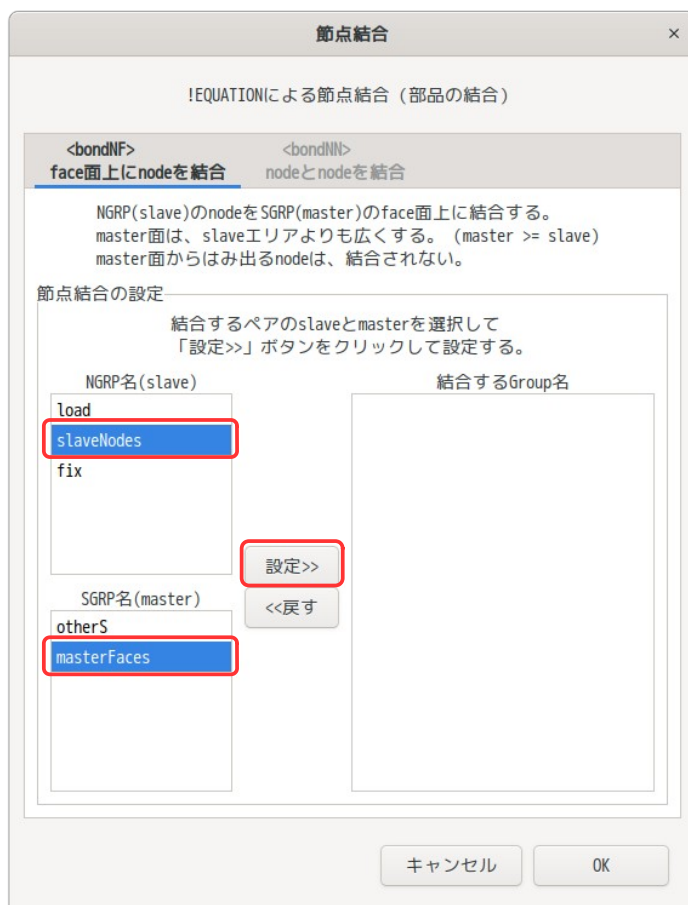 節点結合
×
!EQUATIONによる節点結合 (部品の結合)
<bondNF>
face面上にnodeを結合
<bondNN>
nodeとnodeを結合
NGRP(slave)のnodeをSGRP(master)のface面上に結合する。
master面は、slaveエリアよりも広くする。 (master >= slave)
master面からはみ出るnodeは、結合されない。
節点結合の設定
結合するペアのslaveとmasterを選択して
「設定>>」ボタンをクリックして設定する。
NGRP名(slave)
結合するGroup名
load
slaveNodes
fix
設定>>
<<戻す
SGRP名(master)
otherS
masterFaces
キャンセル
OK